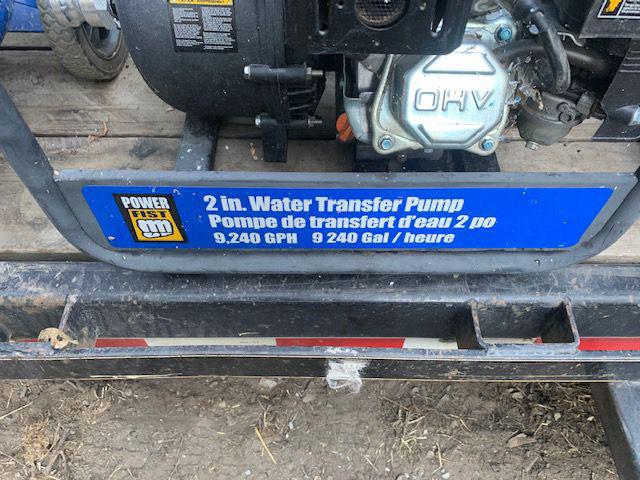 OHV
POWER
FIST
2 in. Water Transfer Pump
Pompe de transfert d'eau 2 po
9,240 GPH 9 240 Gal / heure